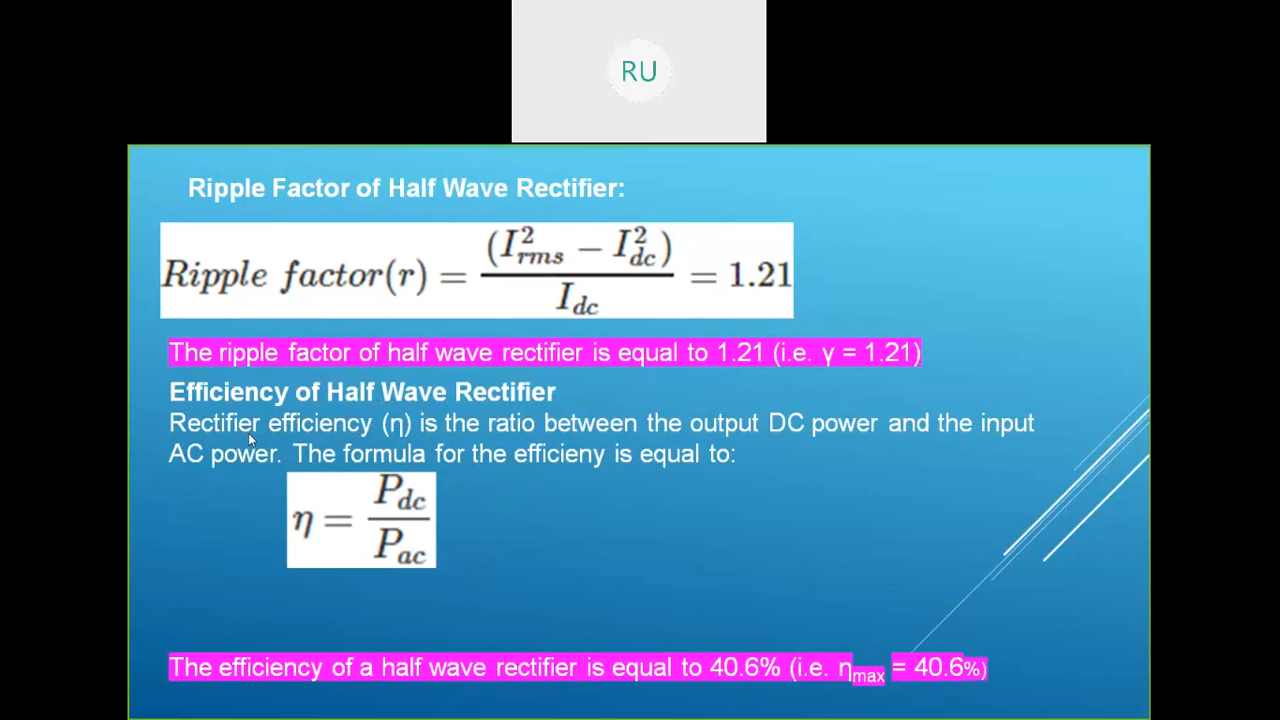 RU
Ripple Factor of Half Wave Rectifier:
Ripple factor(r) = (I²rms − I²dc) / Idc = 1.21
The ripple factor of half wave rectifier is equal to 1.21 (i.e. γ = 1.21)
Efficiency of Half Wave Rectifier
Rectifier efficiency (η) is the ratio between the output DC power and the input
AC power. The formula for the efficieny is equal to:
η = Pdc / Pac
The efficiency of a half wave rectifier is equal to 40.6% (i.e. ηmax = 40.6%)